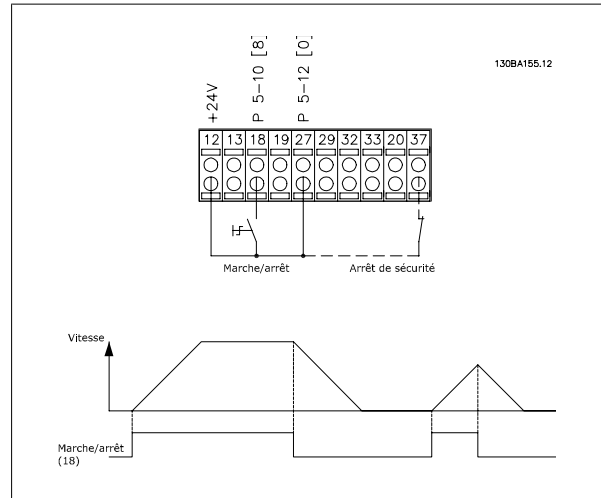 130BA155.12
+24V
P 5-10 [8]
P 5-12 [0]
12 13 18 19 27 29 32 33 20 37
Marche/arrêt
Arrêt de sécurité
Vitesse
Marche/arrêt
(18)